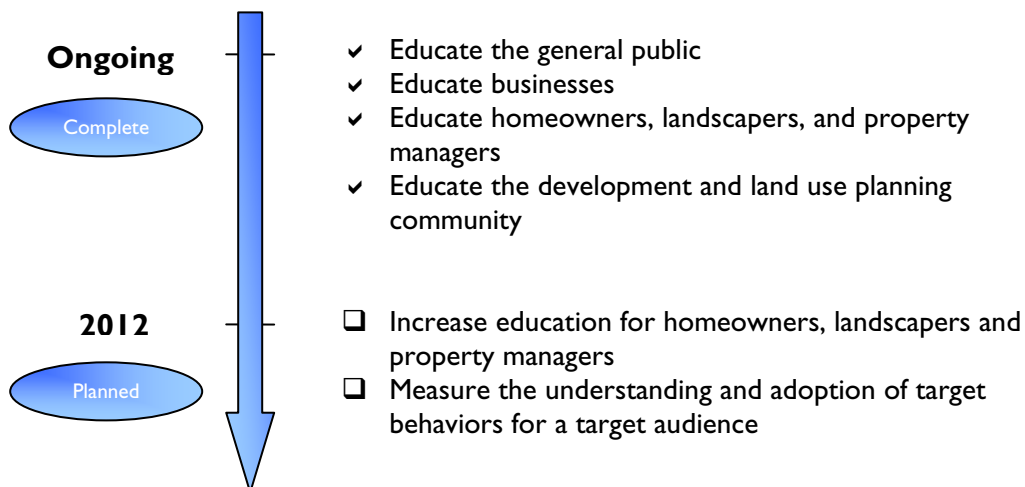 Ongoing
Complete
✓ Educate the general public
✓ Educate businesses
✓ Educate homeowners, landscapers, and property
managers
✓ Educate the development and land use planning
community
2012
Planned
❑ Increase education for homeowners, landscapers and
property managers
❑ Measure the understanding and adoption of target
behaviors for a target audience